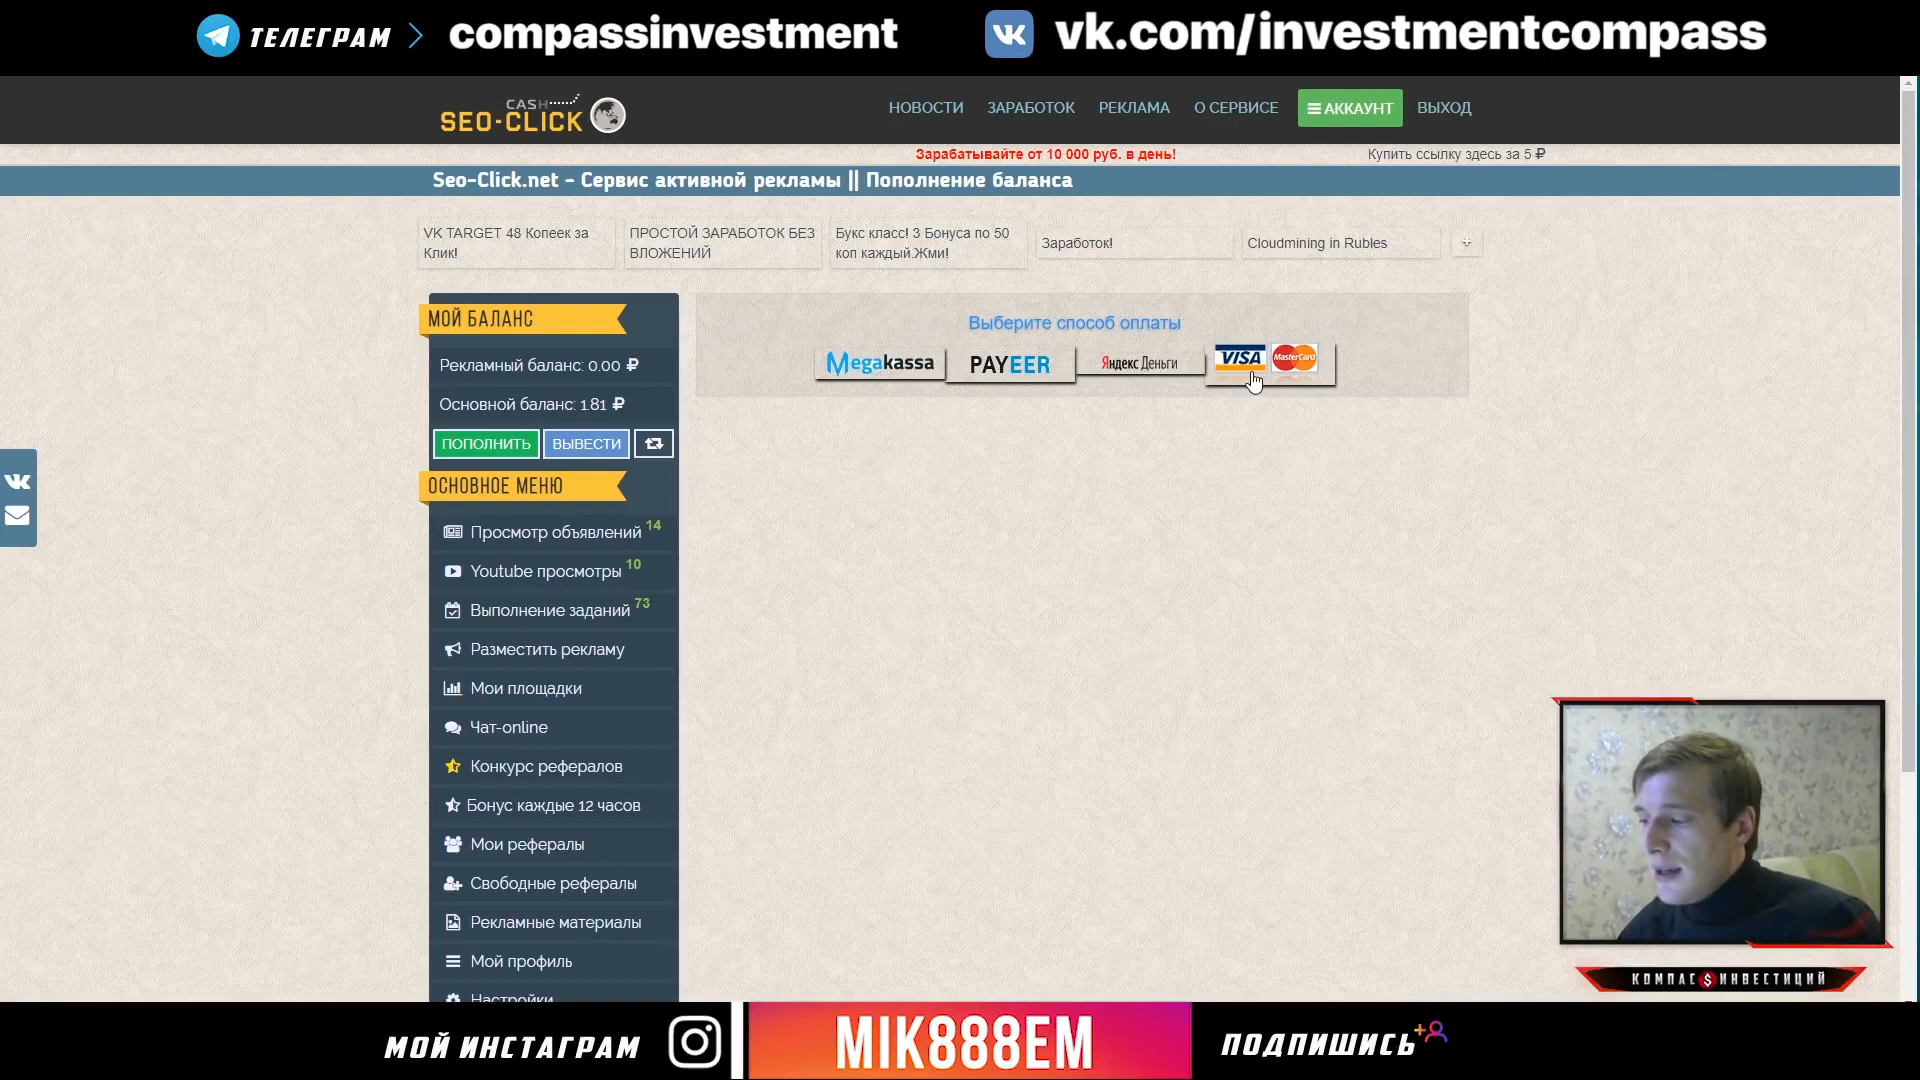 ТЕЛЕГРАМ
compassinvestment
vk.com/investmentcompass
CASH
SEO-CLICK
НОВОСТИ
ЗАРАБОТОК
РЕКЛАМА
О СЕРВИСЕ
АККАУНТ
ВЫХОД
Зарабатывайте от 10 000 руб. в день!
Купить ссылку здесь за 5 ₽
Seo-Click.net - Сервис активной рекламы || Пополнение баланса
VK TARGET 48 Копеек за
Клик!
ПРОСТОЙ ЗАРАБОТОК БЕЗ
ВЛОЖЕНИЙ
Букс класс! 3 Бонуса по 50
коп каждый.Жми!
Заработок!
Cloudmining in Rubles
+
МОЙ БАЛАНС
Рекламный баланс: 0.00 ₽
Основной баланс: 1.81 ₽
ПОПОЛНИТЬ
ВЫВЕСТИ
Выберите способ оплаты
Megakassa
PAYEER
Яндекс Деньги
VISA
MasterCard
ОСНОВНОЕ МЕНЮ
Просмотр объявлений 14
Youtube просмотры 10
Выполнение заданий 73
Разместить рекламу
Мои площадки
Чат-online
Конкурс рефералов
Бонус каждые 12 часов
Мои рефералы
Свободные рефералы
Рекламные материалы
Мой профиль
Настройки
КОМПАС $ ИНВЕСТИЦИЙ
МОЙ ИНСТАГРАМ
MIK888EM
ПОДПИШИСЬ